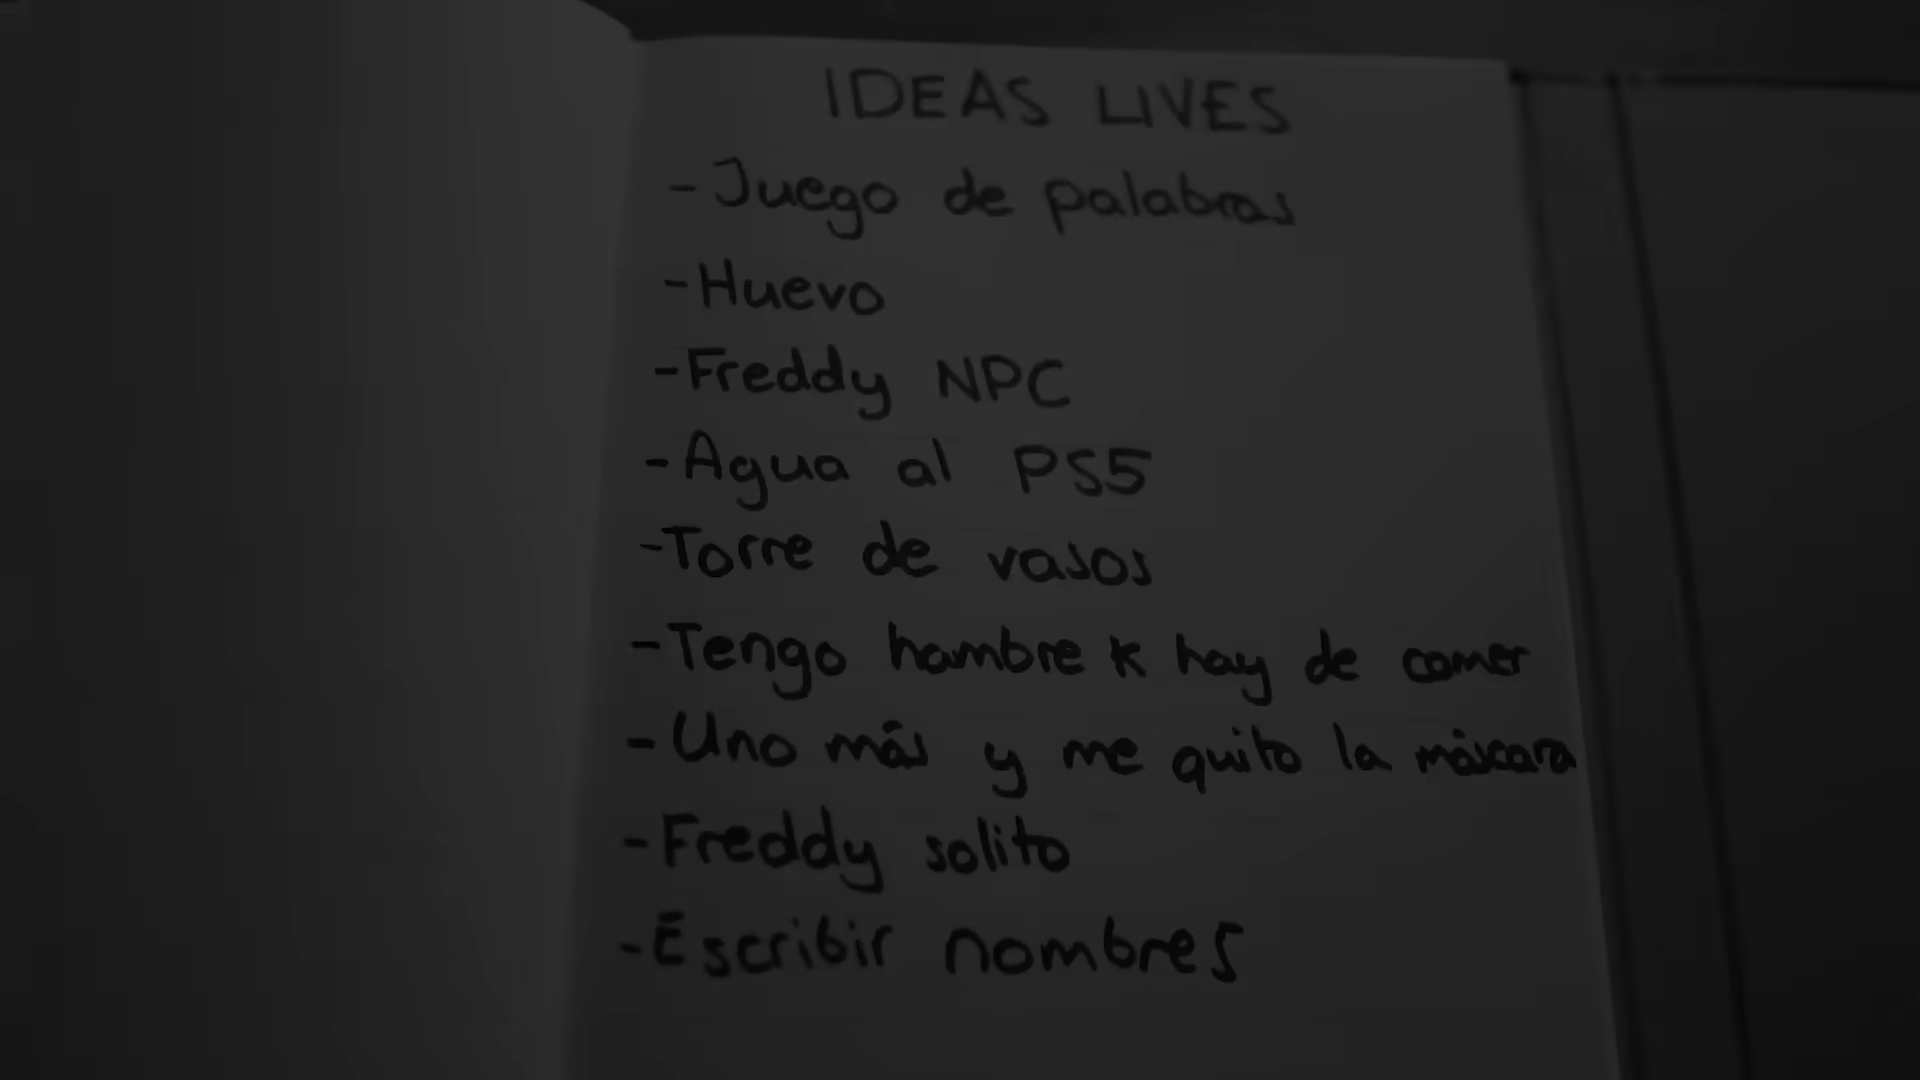 IDEAS LIVES
- Juego de palabras
- Huevo
- Freddy NPC
- Agua al PS5
- Torre de vasos
- Tengo hambre k hay de comer
- Uno más y me quito la máscara
- Freddy solito
- Escribir nombres